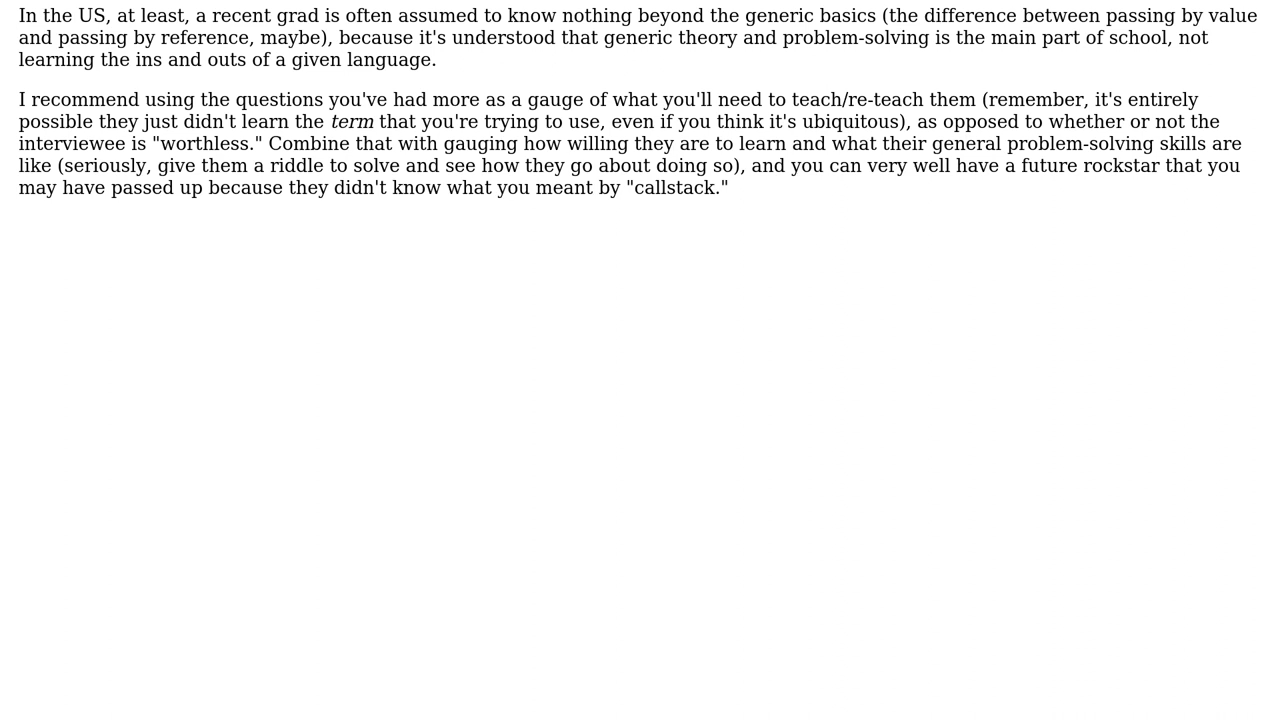 In the US, at least, a recent grad is often assumed to know nothing beyond the generic basics (the difference between passing by value
and passing by reference, maybe), because it's understood that generic theory and problem-solving is the main part of school, not
learning the ins and outs of a given language.
I recommend using the questions you've had more as a gauge of what you'll need to teach/re-teach them (remember, it's entirely
possible they just didn't learn the term that you're trying to use, even if you think it's ubiquitous), as opposed to whether or not the
interviewee is "worthless." Combine that with gauging how willing they are to learn and what their general problem-solving skills are
like (seriously, give them a riddle to solve and see how they go about doing so), and you can very well have a future rockstar that you
may have passed up because they didn't know what you meant by "callstack."